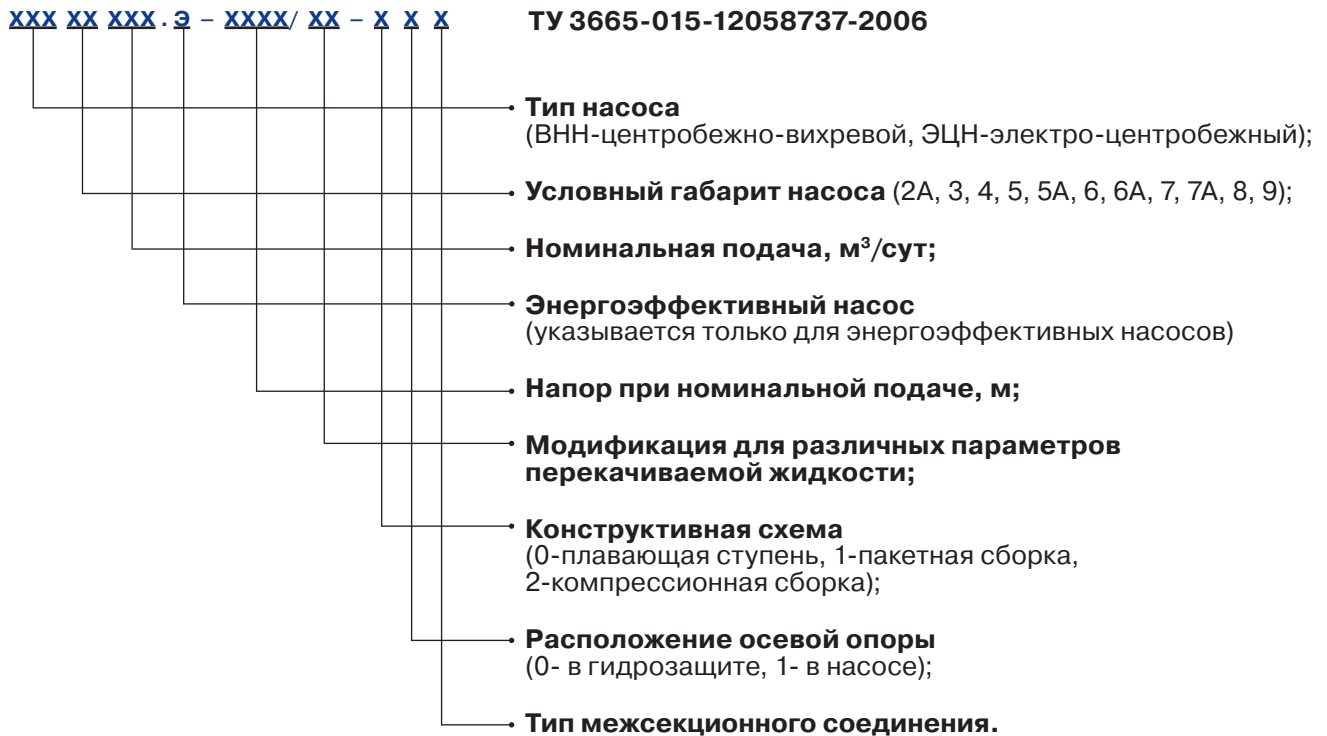 ХХХ ХХ ХХХ . Э – ХХХХ/ ХХ – Х Х Х ТУ 3665-015-12058737-2006
Тип насоса
(ВНН-центробежно-вихревой, ЭЦН-электро-центробежный);
Условный габарит насоса (2А, 3, 4, 5, 5А, 6, 6А, 7, 7А, 8, 9);
Номинальная подача, м³/сут;
Энергоэффективный насос
(указывается только для энергоэффективных насосов)
Напор при номинальной подаче, м;
Модификация для различных параметров
перекачиваемой жидкости;
Конструктивная схема
(0-плавающая ступень, 1-пакетная сборка,
2-компрессионная сборка);
Расположение осевой опоры
(0- в гидрозащите, 1- в насосе);
Тип межсекционного соединения.